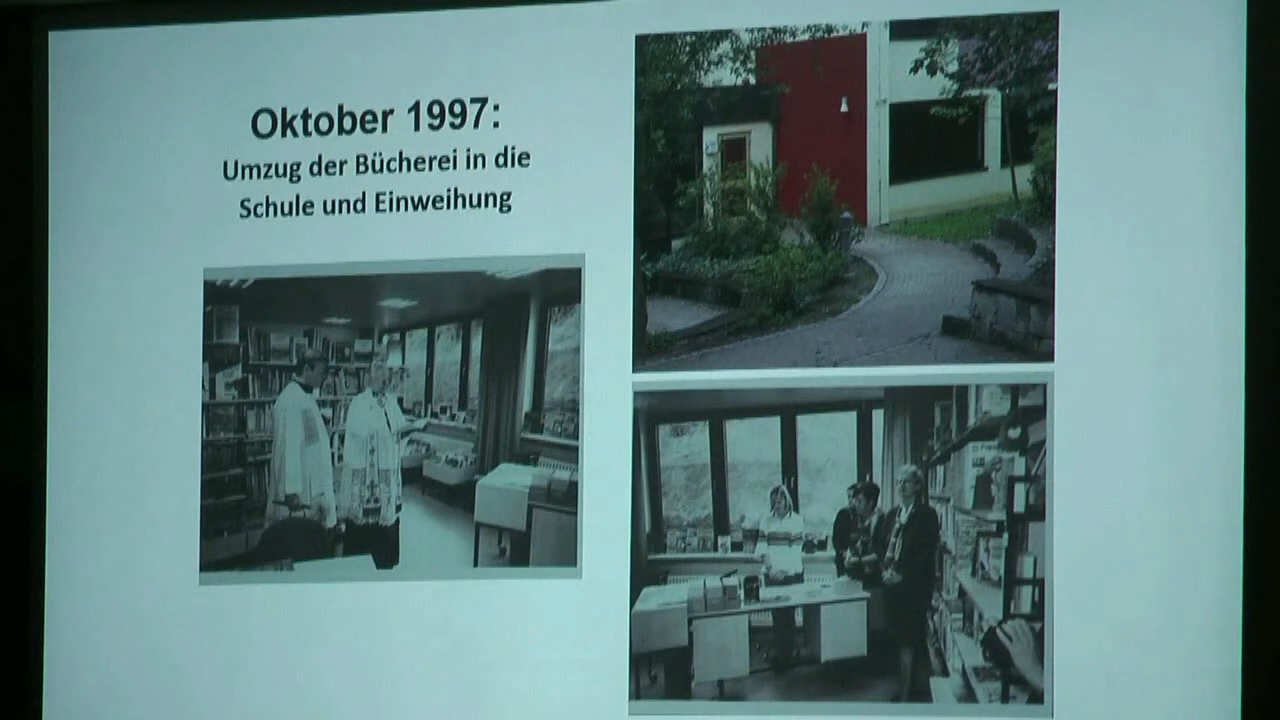 Oktober 1997:
Umzug der Bücherei in die
Schule und Einweihung